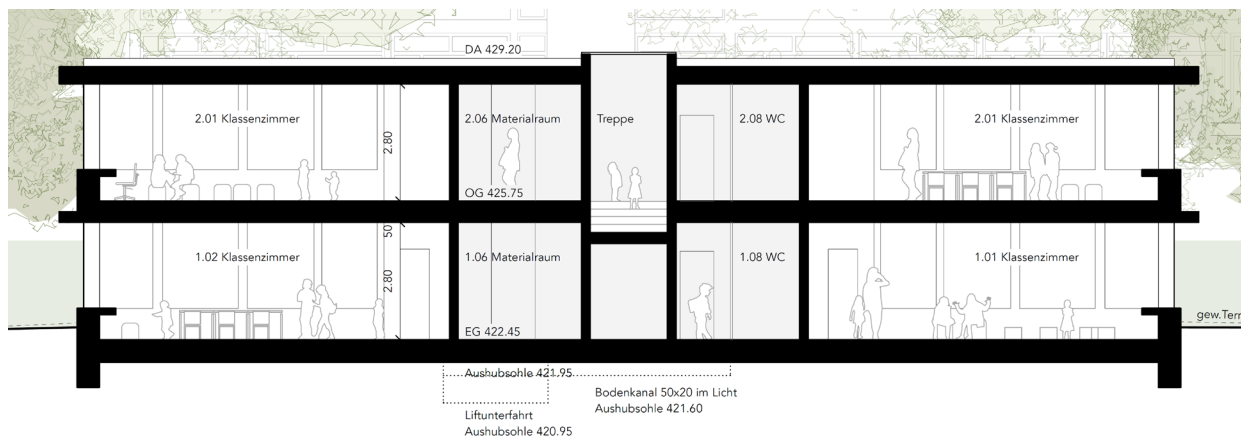 DA 429.20
2.01 Klassenzimmer
2.80
2.06 Materialraum
Treppe
2.08 WC
2.01 Klassenzimmer
OG 425.75
50
1.02 Klassenzimmer
2.80
1.06 Materialraum
1.08 WC
1.01 Klassenzimmer
EG 422.45
gew.Terr
Aushubsohle 421.95
Bodenkanal 50x20 im Licht
Aushubsohle 421.60
Liftunterfahrt
Aushubsohle 420.95